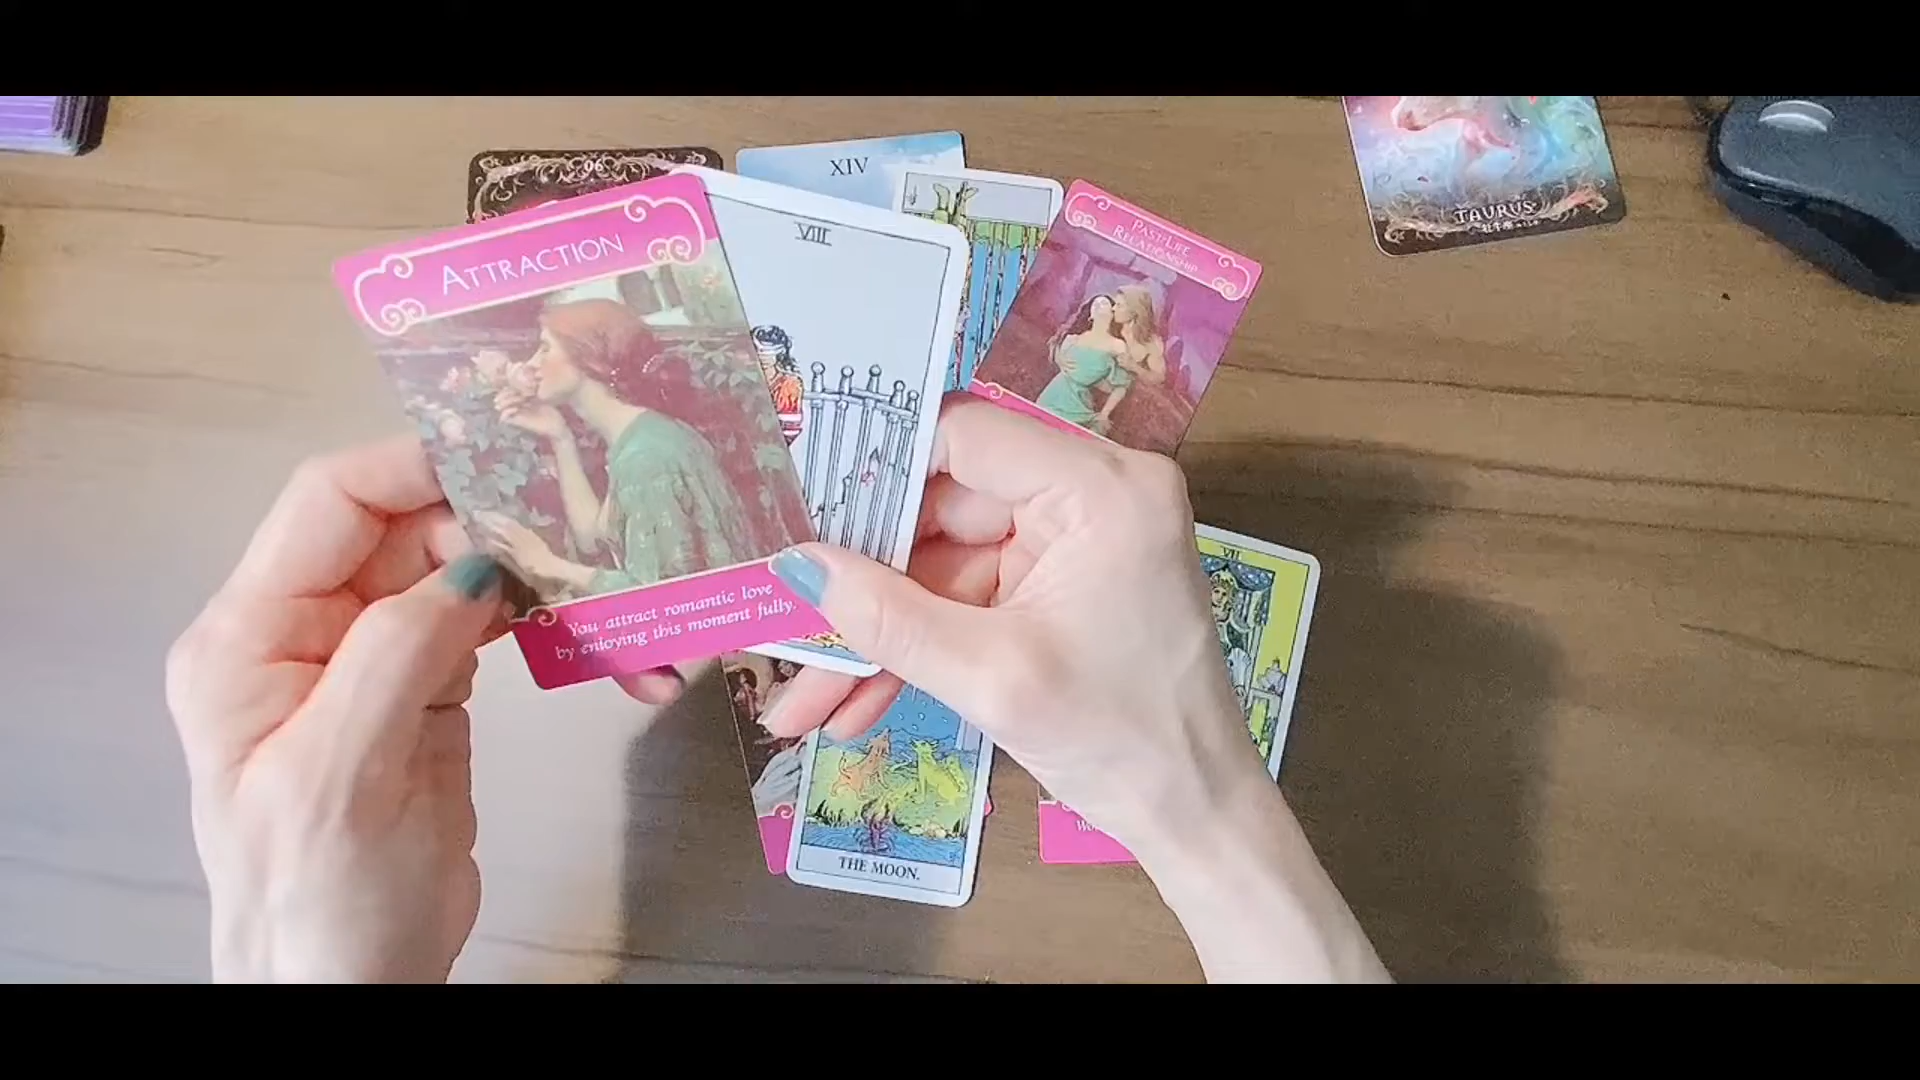 06
XIV
VIII
ATTRACTION
PAST-LIFE
RELATIONSHIP
TAURUS
VII
You attract romantic love
by enjoying this moment fully.
THE MOON.